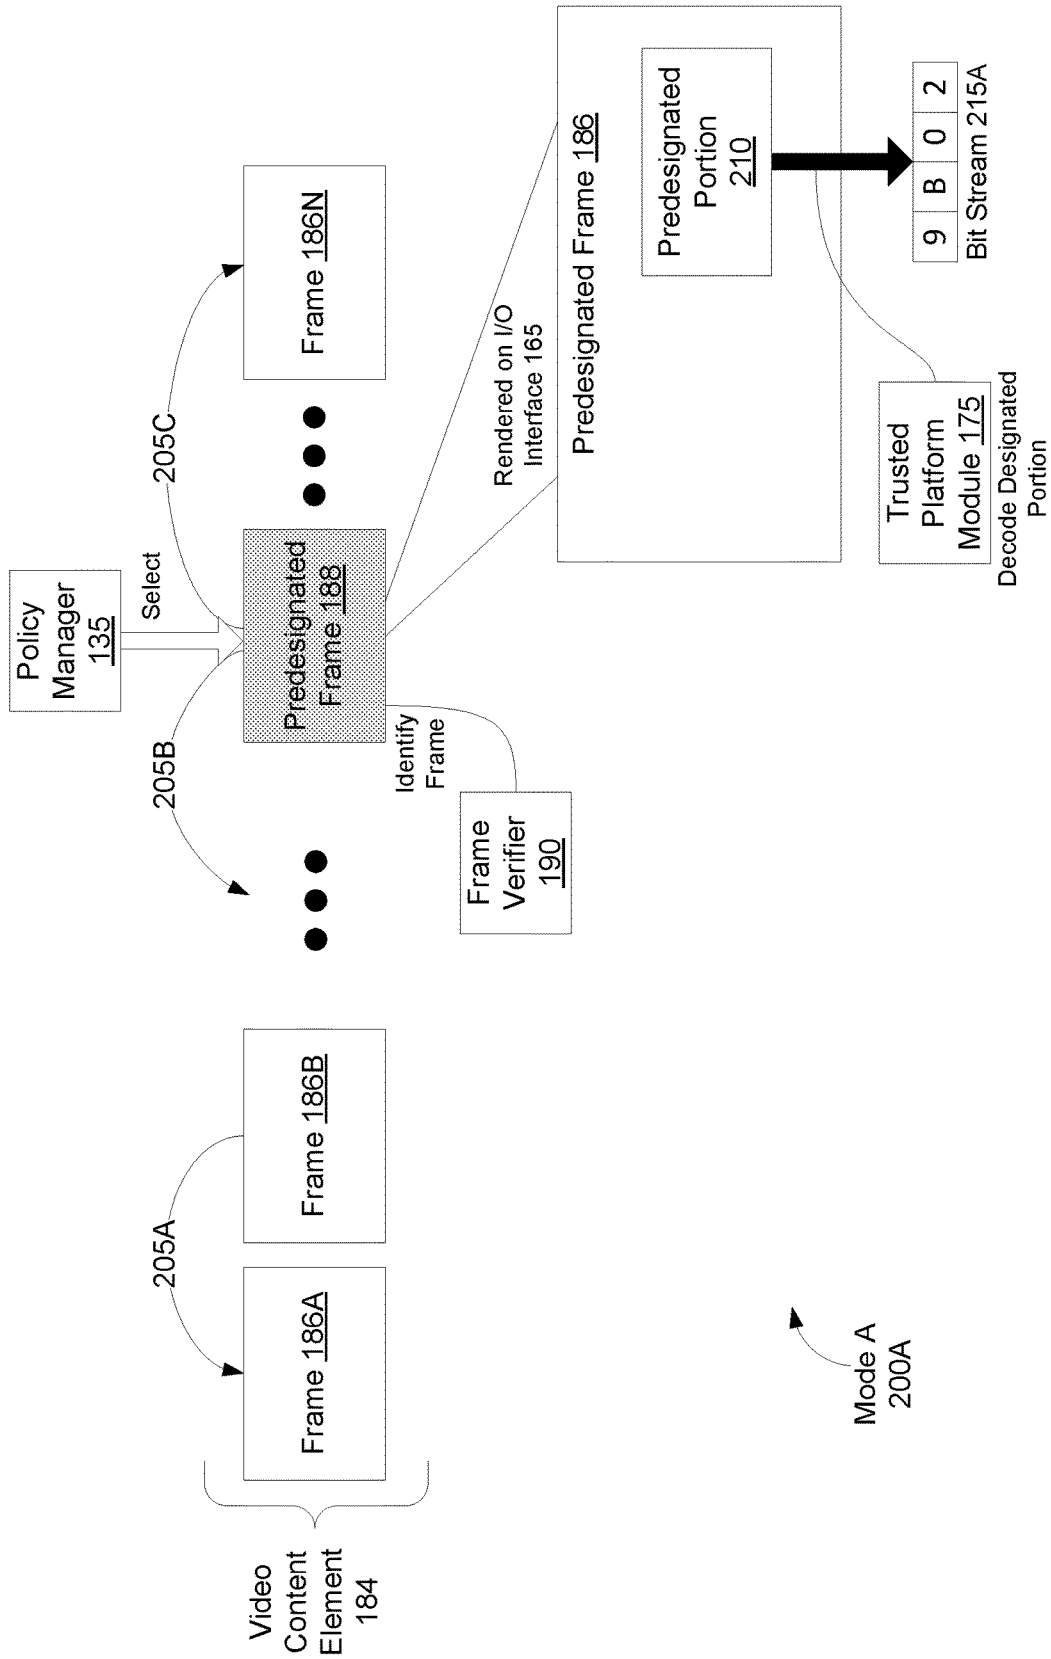 Policy
Manager
135
Select
205A
205B
205C
Video
Content
Element
184
Frame 186A
Frame 186B
Predesignated
Frame 188
Frame 186N
Identify
Frame
Frame
Verifier
190
Rendered on I/O
Interface 165
Predesignated Frame 186
Predesignated
Portion
210
Trusted
Platform
Module 175
Decode Designated
Portion
9 B 0 2
Bit Stream 215A
Mode A
200A